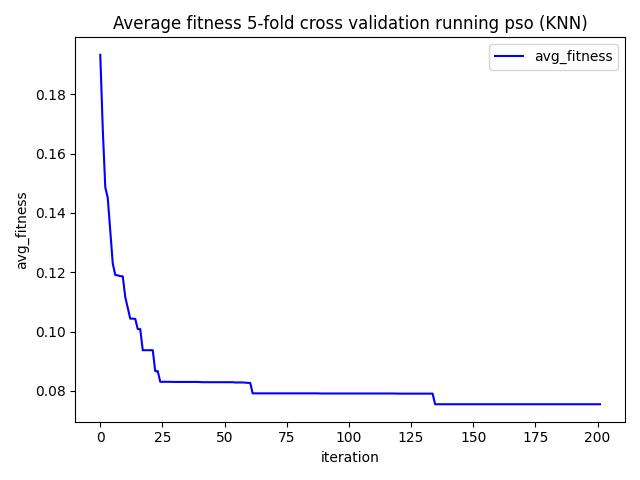 Average fitness 5-fold cross validation running pso (KNN)
avg_fitness
0.18
0.16
0.14
0.12
0.10
0.08
avg_fitness
0 25 50 75 100 125 150 175 200
iteration